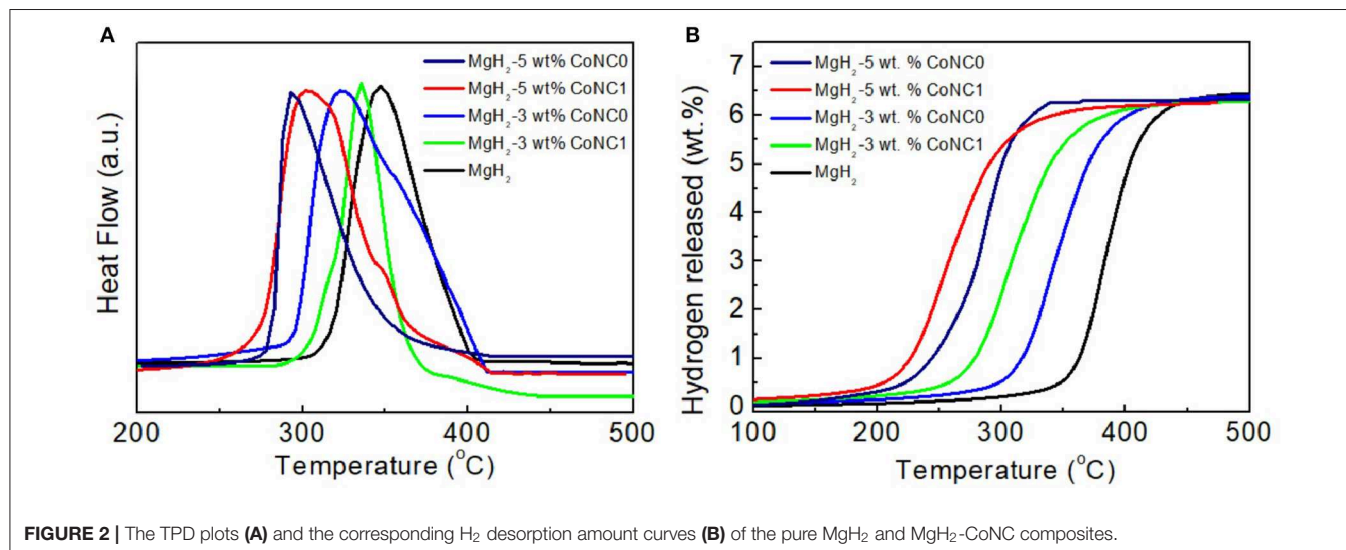 A
Heat Flow (a.u.)
MgH₂-5 wt% CoNC0
MgH₂-5 wt% CoNC1
MgH₂-3 wt% CoNC0
MgH₂-3 wt% CoNC1
MgH₂
200 300 400 500
Temperature (°C)
B
Hydrogen released (wt.%)
7
6
5
4
3
2
1
0
MgH₂-5 wt. % CoNC0
MgH₂-5 wt. % CoNC1
MgH₂-3 wt. % CoNC0
MgH₂-3 wt. % CoNC1
MgH₂
100 200 300 400 500
Temperature (°C)
FIGURE 2 | The TPD plots (A) and the corresponding H₂ desorption amount curves (B) of the pure MgH₂ and MgH₂-CoNC composites.